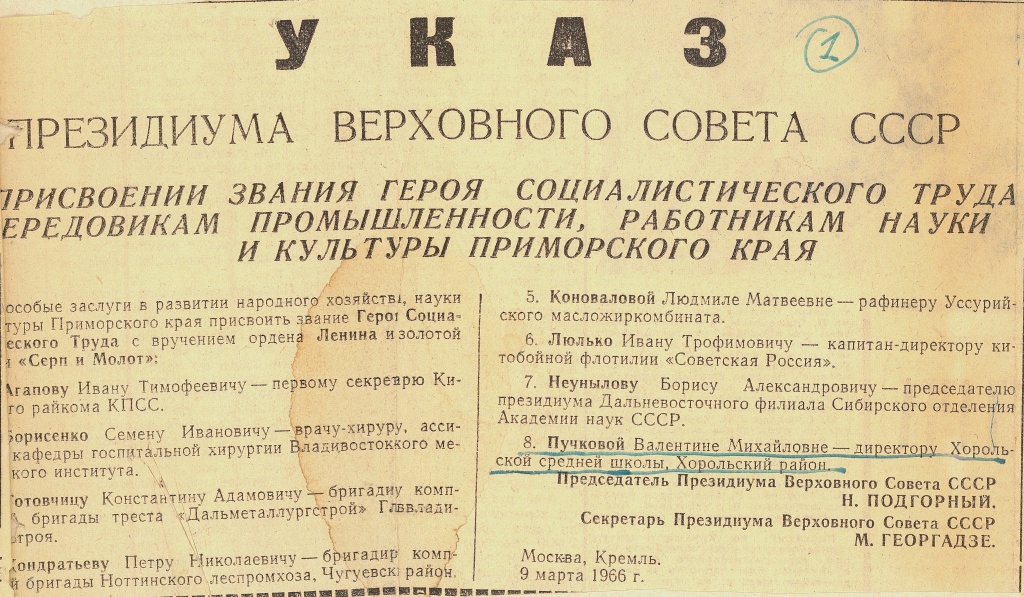 УКАЗ
1
ПРЕЗИДИУМА ВЕРХОВНОГО СОВЕТА СССР
ПРИСВОЕНИИ ЗВАНИЯ ГЕРОЯ СОЦИАЛИСТИЧЕСКОГО ТРУДА
ЕРЕДОВИКАМ ПРОМЫШЛЕННОСТИ, РАБОТНИКАМ НАУКИ
И КУЛЬТУРЫ ПРИМОРСКОГО КРАЯ
особые заслуги в развитии народного хозяйства, науки
туры Приморского края присвоить звание Героя Социа-
еского Труда с вручением ордена Ленина и золотой
и «Серп и Молот»:
Агапову Ивану Тимофеевичу — первому секретарю Ки-
го райкома КПСС.
Борисенко Семену Ивановичу — врачу-хирургу, асси-
кафедры госпитальной хирургии Владивостокского ме-
кого института.
Готовчицу Константину Адамовичу — бригадиру комп-
бригады треста «Дальметаллургстрой» Главвлади-
строя.
Кондратьеву Петру Николаевичу — бригадир комп-
й бригады Ноттинского леспромхоза, Чугуевский район.
5. Коноваловой Людмиле Матвеевне — рафинеру Уссурий-
ского масложиркомбината.
6. Люлько Ивану Трофимовичу — капитан-директору ки-
тобойной флотилии «Советская Россия».
7. Неунылову Борису Александровичу — председателю
президиума Дальневосточного филиала Сибирского отделения
Академии наук СССР.
8. Пучковой Валентине Михайловне — директору Хороль-
ской средней школы, Хорольский район.
Председатель Президиума Верховного Совета СССР
Н. ПОДГОРНЫЙ.
Секретарь Президиума Верховного Совета СССР
М. ГЕОРГАДЗЕ.
Москва, Кремль.
9 марта 1966 г.